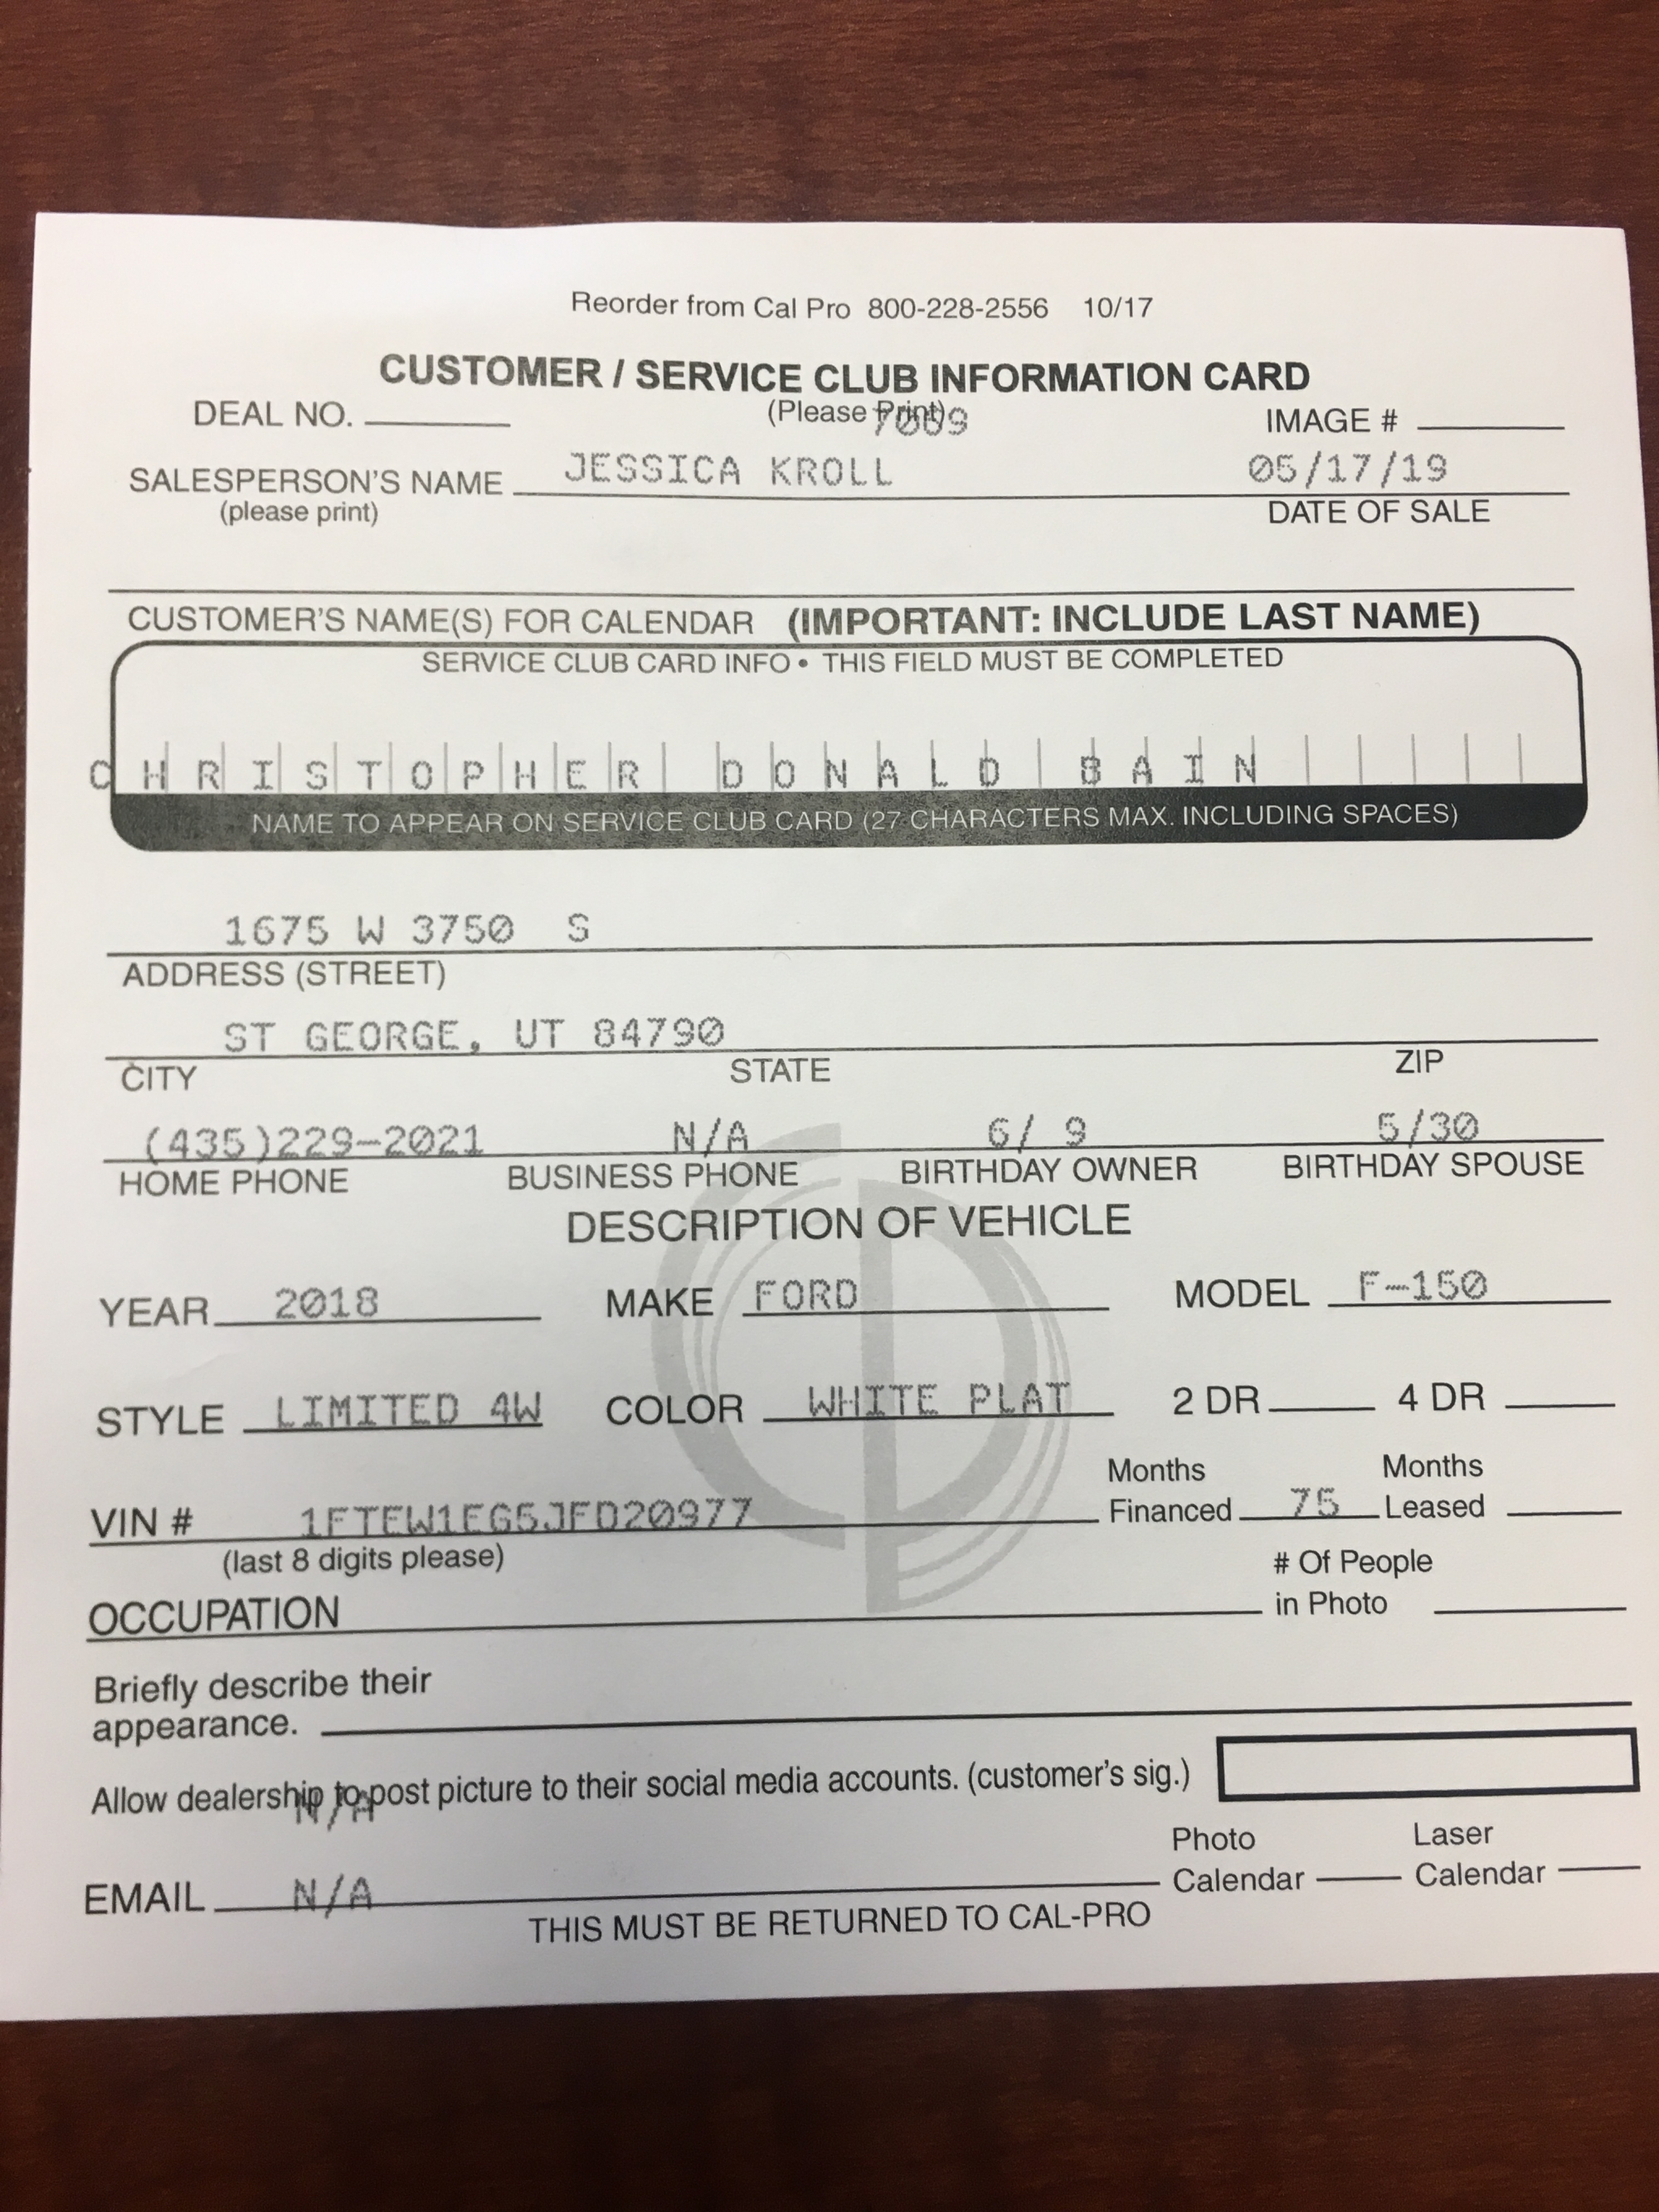 Reorder from Cal Pro 800-228-2556 10/17
CUSTOMER / SERVICE CLUB INFORMATION CARD
DEAL NO. (Please Print) IMAGE #
SALESPERSON'S NAME JESSICA KROLL 05/17/19
(please print) DATE OF SALE
CUSTOMER'S NAME(S) FOR CALENDAR (IMPORTANT: INCLUDE LAST NAME)
SERVICE CLUB CARD INFO • THIS FIELD MUST BE COMPLETED
CHRISTOPHER DONALD BAIN
NAME TO APPEAR ON SERVICE CLUB CARD (27 CHARACTERS MAX. INCLUDING SPACES)
1675 W 3750 S
ADDRESS (STREET)
ST GEORGE, UT 84790
CITY STATE ZIP
(435)229-2021 N/A 6/ 9 5/30
HOME PHONE BUSINESS PHONE BIRTHDAY OWNER BIRTHDAY SPOUSE
DESCRIPTION OF VEHICLE
YEAR 2018 MAKE FORD MODEL F-150
STYLE LIMITED 4W COLOR WHITE PLAT 2 DR 4 DR
Months Months
VIN # 1FTEW1EG5JFD20977 Financed 75 Leased
(last 8 digits please) # Of People
OCCUPATION in Photo
Briefly describe their
appearance.
Allow dealership to post picture to their social media accounts. (customer's sig.)
N/A
Photo Laser
EMAIL N/A Calendar Calendar
THIS MUST BE RETURNED TO CAL-PRO